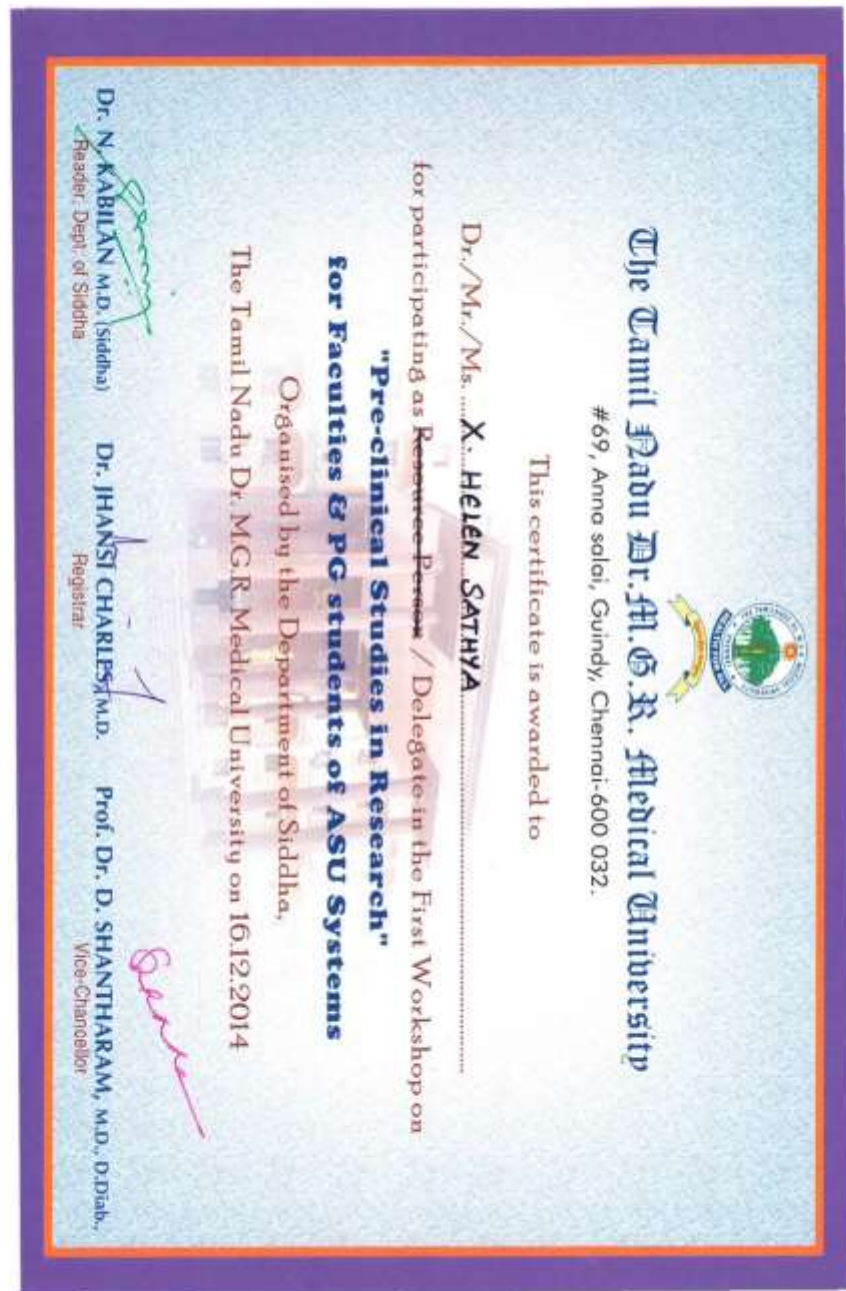 The Tamil Nadu Dr.M.G.R. Medical University
#69, Anna salai, Guindy, Chennai-600 032.
This certificate is awarded to
Dr./Mr./Ms. .....X. HELEN SATHYA..........
for participating as Resource Person / Delegate in the First Workshop on
"Pre-clinical Studies in Research"
for Faculties & PG students of ASU Systems
Organised by the Department of Siddha,
The Tamil Nadu Dr. M.G.R. Medical University on 16.12.2014
Dr. N. KABILAN M.D. (Siddha)
Reader, Dept. of Siddha
Dr. JHANSI CHARLES, M.D.
Registrar
Prof. Dr. D. SHANTHARAM, M.D., D.Diab.,
Vice-Chancellor